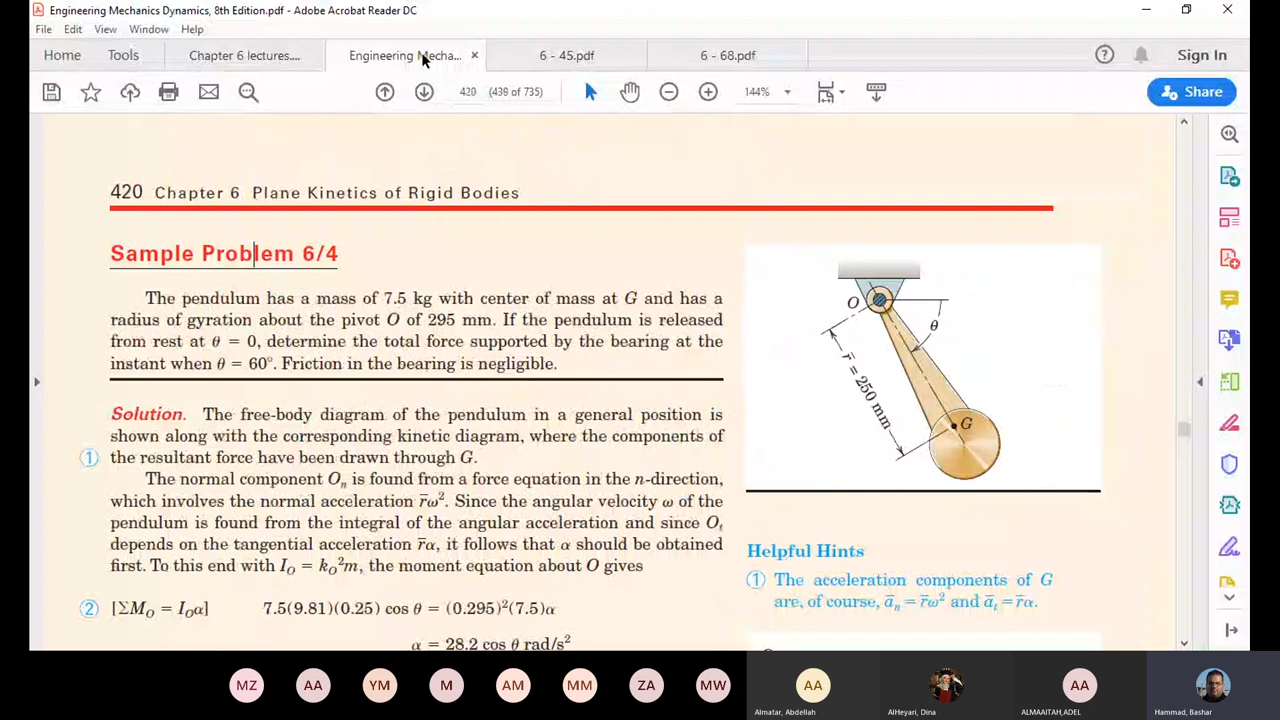 Engineering Mechanics Dynamics, 8th Edition.pdf - Adobe Acrobat Reader DC
File Edit View Window Help
Home Tools Chapter 6 lectures.... Engineering Mecha... × 6 - 45.pdf 6 - 68.pdf ? Sign In
420 (439 of 735) 144% Share
420 Chapter 6 Plane Kinetics of Rigid Bodies
Sample Problem 6/4
The pendulum has a mass of 7.5 kg with center of mass at G and has a
radius of gyration about the pivot O of 295 mm. If the pendulum is released
from rest at θ = 0, determine the total force supported by the bearing at the
instant when θ = 60°. Friction in the bearing is negligible.
O
θ
r̄ = 250 mm
G
Solution. The free-body diagram of the pendulum in a general position is
shown along with the corresponding kinetic diagram, where the components of
① the resultant force have been drawn through G.
The normal component Oₙ is found from a force equation in the n-direction,
which involves the normal acceleration r̄ω². Since the angular velocity ω of the
pendulum is found from the integral of the angular acceleration and since Oₜ
depends on the tangential acceleration r̄α, it follows that α should be obtained
first. To this end with I_O = k_O²m, the moment equation about O gives
② [ΣM_O = I_Oα] 7.5(9.81)(0.25) cos θ = (0.295)²(7.5)α
α = 28.2 cos θ rad/s²
Helpful Hints
① The acceleration components of G
are, of course, āₙ = r̄ω² and āₜ = r̄α.
MZ AA YM M AM MM ZA MW AA AA
Almatar, Abdellah AlHeyari, Dina ALMAAITAH,ADEL Hammad, Bashar